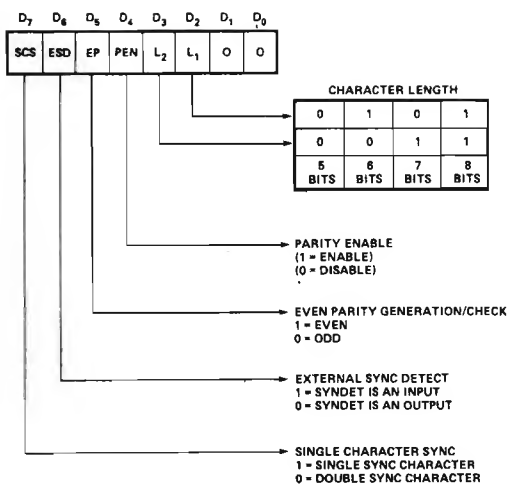 D7 D6 D5 D4 D3 D2 D1 D0
SCS ESD EP PEN L2 L1 0 0
CHARACTER LENGTH
0 1 0 1
0 0 1 1
5 BITS 6 BITS 7 BITS 8 BITS
PARITY ENABLE
(1 = ENABLE)
(0 = DISABLE)
EVEN PARITY GENERATION/CHECK
1 = EVEN
0 = ODD
EXTERNAL SYNC DETECT
1 = SYNDET IS AN INPUT
0 = SYNDET IS AN OUTPUT
SINGLE CHARACTER SYNC
1 = SINGLE SYNC CHARACTER
0 = DOUBLE SYNC CHARACTER